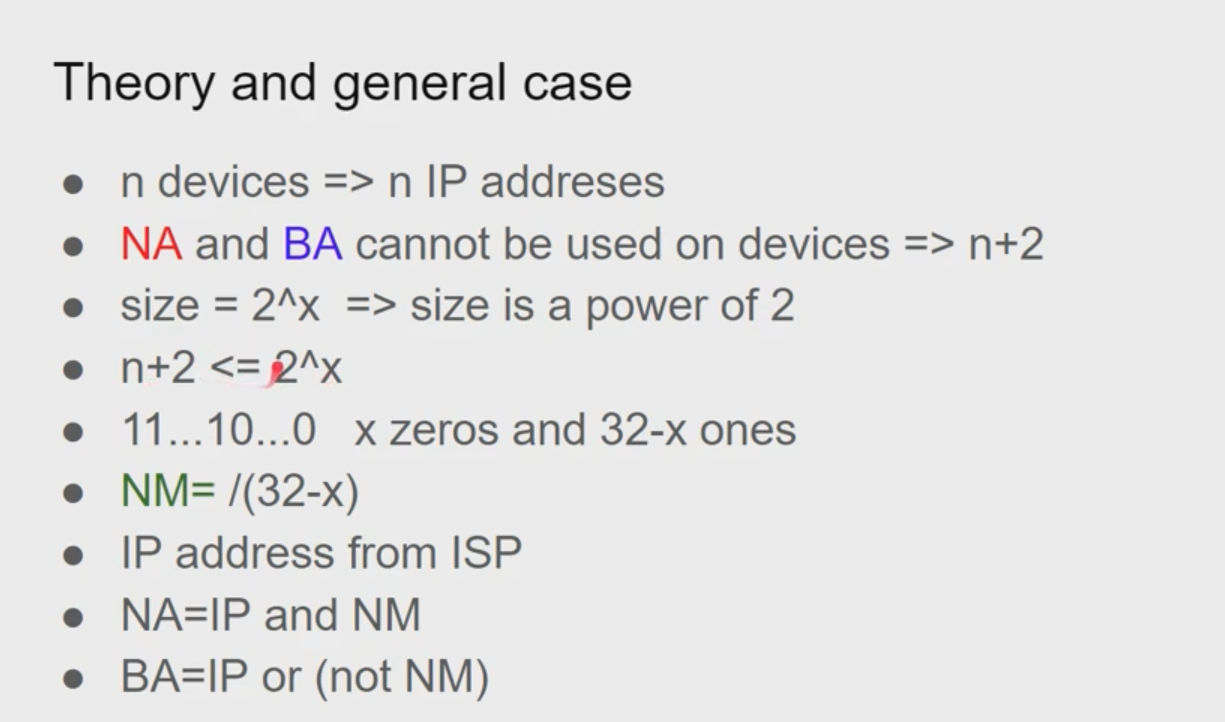 Theory and general case
● n devices => n IP addreses
● NA and BA cannot be used on devices => n+2
● size = 2^x => size is a power of 2
● n+2 <= 2^x
● 11...10...0 x zeros and 32-x ones
● NM= /(32-x)
● IP address from ISP
● NA=IP and NM
● BA=IP or (not NM)